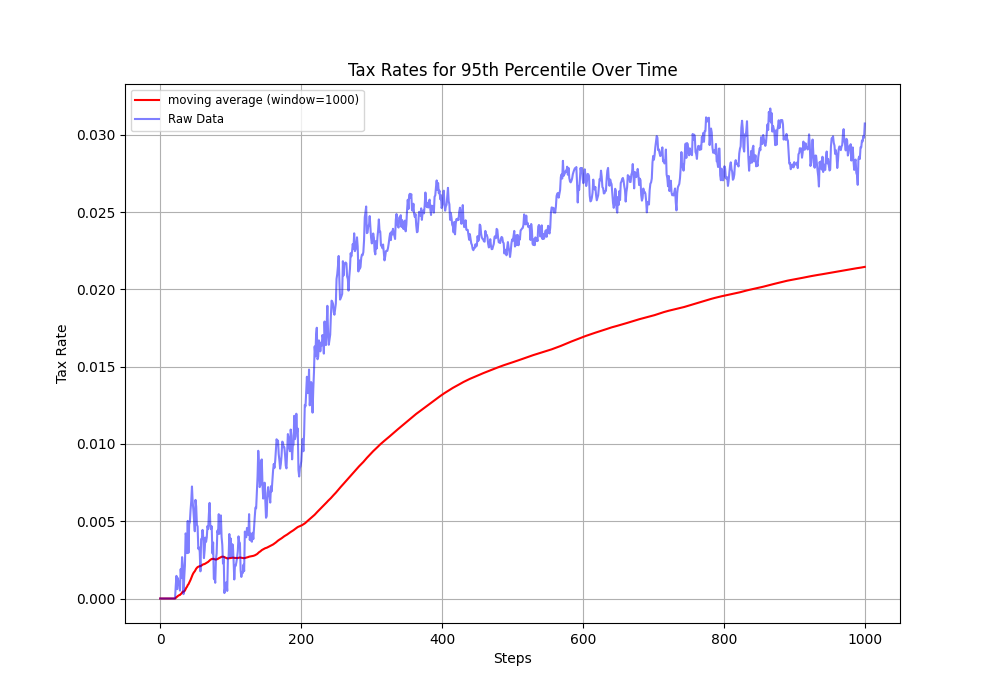 Tax Rates for 95th Percentile Over Time
moving average (window=1000)
Raw Data
0.030
0.025
0.020
0.015
0.010
0.005
0.000
Tax Rate
0 200 400 600 800 1000
Steps